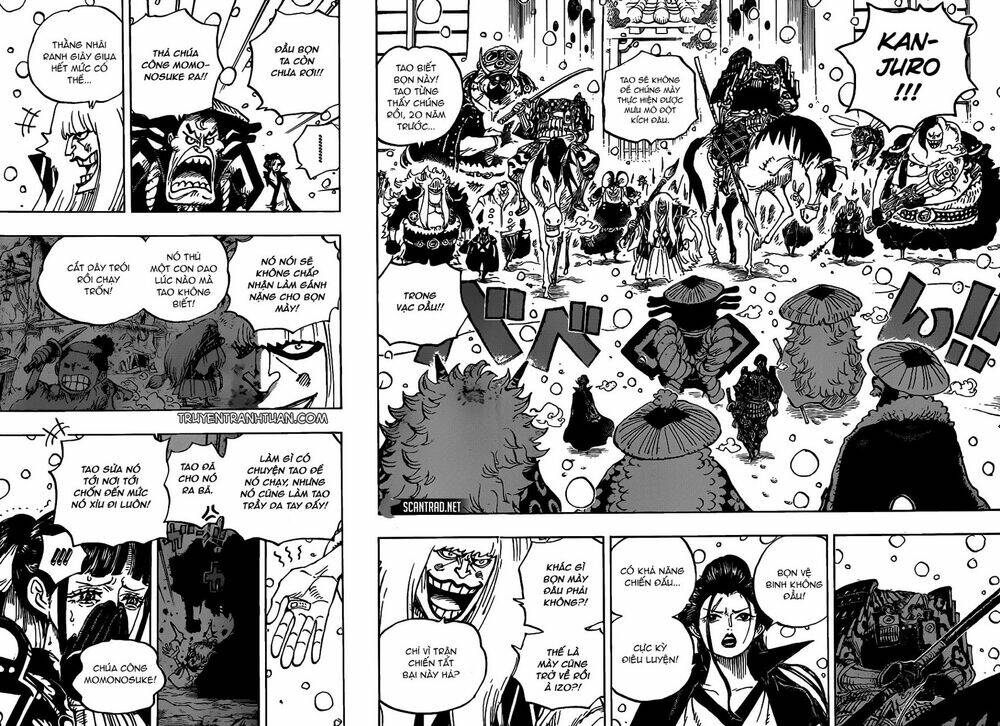 KAN-
JURO
!!!
TAO SẼ KHÔNG
ĐỂ CHÚNG MÀY
THỰC HIỆN ĐƯỢC
MƯU MÔ ĐỘT
KÍCH ĐÂU.
TAO BIẾT
BỌN NÀY!
TAO TỪNG
THẤY CHÚNG
RỒI, 20 NĂM
TRƯỚC...
TRONG
VẠC DẦU!!
ズベベん!!
SCANTRAD.NET
BỌN VỆ
BINH KHÔNG
ĐẦU!
CÓ KHẢ NĂNG
CHIẾN ĐẤU...
CỰC KỲ
ĐIÊU LUYỆN!
KHÁC GÌ
BỌN MÀY
ĐÂU PHẢI
KHÔNG?!
THẾ LÀ
MÀY CŨNG
TRỞ VỀ RỒI
À IZO?!
CHỈ VÌ TRẬN
CHIẾN TẤT
BẠI NÀY HẢ?
ĐẦU BỌN
TA CÒN
CHƯA RƠI!!
..........
THẢ CHÚA
CÔNG MOMO-
NOSUKE RA!!
THẰNG NHÃI
RANH GIÃY GIỤA
HẾT MỨC CÓ
THỂ...
NÓ NÓI SẼ
KHÔNG CHẤP
NHẬN LÀM GÁNH
NẶNG CHO BỌN
MÀY!
NÓ THỦ
MỘT CON DAO
LÚC NÀO MÀ
TAO KHÔNG
BIẾT!
CẮT DÂY TRÓI
RỒI CHẠY
TRỐN!
TRUYENTRANHTUAN.COM
LÀM GÌ CÓ
CHUYỆN TAO ĐỂ
NÓ CHẠY, NHƯNG
NÓ CŨNG LÀM TAO
TRẦY DA TAY ĐẤY!
TAO ĐÃ
CHO NÓ
RA BÃ.
TAO SỬA NÓ
TỚI NƠI TỚI
CHỐN ĐẾN MỨC
NÓ XỈU ĐI LUÔN!
!!!
CHÚA CÔNG
MOMONOSUKE!